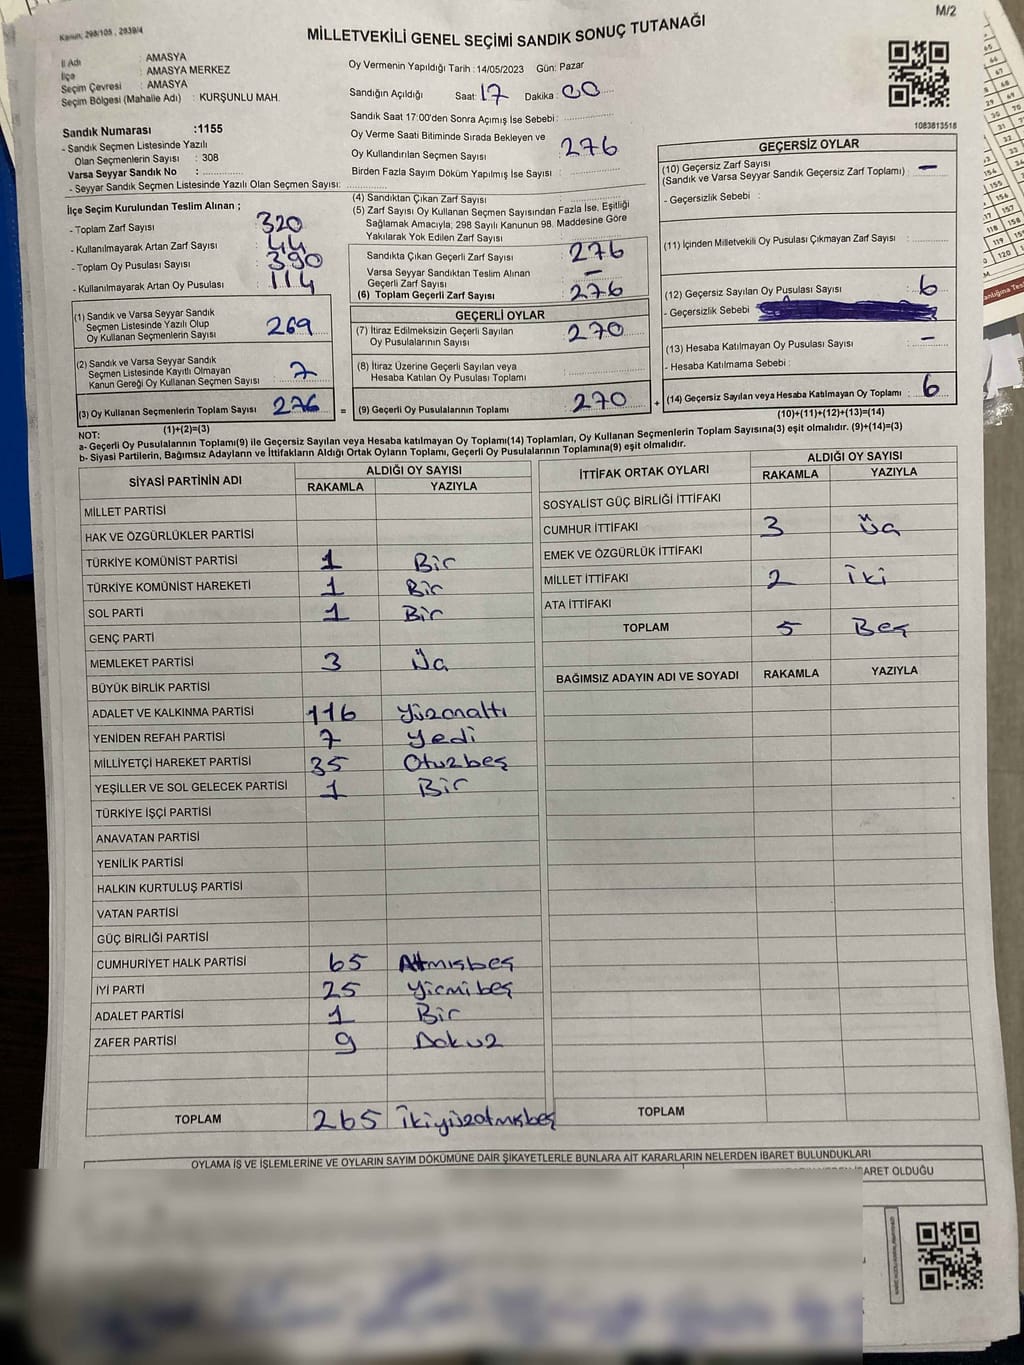 Kanun: 298/105 , 2839/4
M/2
MİLLETVEKİLİ GENEL SEÇİMİ SANDIK SONUÇ TUTANAĞI
İl Adı : AMASYA
İlçe : AMASYA MERKEZ
Seçim Çevresi : AMASYA
Seçim Bölgesi (Mahalle Adı) : KURŞUNLU MAH.
Sandık Numarası :1155
- Sandık Seçmen Listesinde Yazılı
Olan Seçmenlerin Sayısı : 308
Varsa Seyyar Sandık No :
- Seyyar Sandık Seçmen Listesinde Yazılı Olan Seçmen Sayısı:
Oy Vermenin Yapıldığı Tarih : 14/05/2023 Gün: Pazar
Sandığın Açıldığı Saat: 17 Dakika : 00
Sandık Saat 17:00'den Sonra Açımış İse Sebebi :
Oy Verme Saati Bitiminde Sırada Bekleyen ve
Oy Kullandırılan Seçmen Sayısı : 276
Birden Fazla Sayım Döküm Yapılmış İse Sayısı :
1083813518
İlçe Seçim Kurulundan Teslim Alınan ;
- Toplam Zarf Sayısı : 320
- Kullanılmayarak Artan Zarf Sayısı : 44
- Toplam Oy Pusulası Sayısı : 390
- Kullanılmayarak Artan Oy Pusulası : 114
(1) Sandık ve Varsa Seyyar Sandık
Seçmen Listesinde Yazılı Olup
Oy Kullanan Seçmenlerin Sayısı : 269
(2) Sandık ve Varsa Seyyar Sandık
Seçmen Listesinde Kayıtlı Olmayan
Kanun Gereği Oy Kullanan Seçmen Sayısı : 7
(3) Oy Kullanan Seçmenlerin Toplam Sayısı : 276
(1)+(2)=(3)
(4) Sandıktan Çıkan Zarf Sayısı :
(5) Zarf Sayısı Oy Kullanan Seçmen Sayısından Fazla İse, Eşitliği
Sağlamak Amacıyla, 298 Sayılı Kanunun 98. Maddesine Göre
Yakılarak Yok Edilen Zarf Sayısı :
Sandıkta Çıkan Geçerli Zarf Sayısı : 276
Varsa Seyyar Sandıktan Teslim Alınan
Geçerli Zarf Sayısı : –
(6) Toplam Geçerli Zarf Sayısı : 276
GEÇERLİ OYLAR
(7) İtiraz Edilmeksizin Geçerli Sayılan
Oy Pusulalarının Sayısı : 270
(8) İtiraz Üzerine Geçerli Sayılan veya
Hesaba Katılan Oy Pusulası Toplamı :
= (9) Geçerli Oy Pusulalarının Toplamı : 270 +
GEÇERSİZ OYLAR
(10) Geçersiz Zarf Sayısı
(Sandık ve Varsa Seyyar Sandık Geçersiz Zarf Toplamı) : –
- Geçersizlik Sebebi :
(11) İçinden Milletvekili Oy Pusulası Çıkmayan Zarf Sayısı :
(12) Geçersiz Sayılan Oy Pusulası Sayısı : 6
- Geçersizlik Sebebi
(13) Hesaba Katılmayan Oy Pusulası Sayısı : –
- Hesaba Katılmama Sebebi :
(14) Geçersiz Sayılan veya Hesaba Katılmayan Oy Toplamı : 6
(10)+(11)+(12)+(13)=(14)
NOT:
a- Geçerli Oy Pusulalarının Toplamı(9) ile Geçersiz Sayılan veya Hesaba katılmayan Oy Toplamı(14) Toplamları, Oy Kullanan Seçmenlerin Toplam Sayısına(3) eşit olmalıdır. (9)+(14)=(3)
b- Siyasi Partilerin, Bağımsız Adayların ve İttifakların Aldığı Ortak Oyların Toplamı, Geçerli Oy Pusulalarının Toplamına(9) eşit olmalıdır.
SİYASİ PARTİNİN ADI ALDIĞI OY SAYISI
RAKAMLA YAZIYLA
MİLLET PARTİSİ
HAK VE ÖZGÜRLÜKLER PARTİSİ
TÜRKİYE KOMÜNİST PARTİSİ 1 Bir
TÜRKİYE KOMÜNİST HAREKETİ 1 Bir
SOL PARTİ 1 Bir
GENÇ PARTİ
MEMLEKET PARTİSİ 3 Üç
BÜYÜK BİRLİK PARTİSİ
ADALET VE KALKINMA PARTİSİ 116 Yüzonaltı
YENİDEN REFAH PARTİSİ 7 Yedi
MİLLİYETÇİ HAREKET PARTİSİ 35 Otuzbeş
YEŞİLLER VE SOL GELECEK PARTİSİ 1 Bir
TÜRKİYE İŞÇİ PARTİSİ
ANAVATAN PARTİSİ
YENİLİK PARTİSİ
HALKIN KURTULUŞ PARTİSİ
VATAN PARTİSİ
GÜÇ BİRLİĞİ PARTİSİ
CUMHURİYET HALK PARTİSİ 65 Atmışbeş
İYİ PARTİ 25 Yirmibeş
ADALET PARTİSİ 1 Bir
ZAFER PARTİSİ 9 Dokuz
TOPLAM 265 İkiyüzatmışbeş
İTTİFAK ORTAK OYLARI ALDIĞI OY SAYISI
RAKAMLA YAZIYLA
SOSYALİST GÜÇ BİRLİĞİ İTTİFAKI
CUMHUR İTTİFAKI 3 Üç
EMEK VE ÖZGÜRLÜK İTTİFAKI
MİLLET İTTİFAKI 2 İki
ATA İTTİFAKI
TOPLAM 5 Beş
BAĞIMSIZ ADAYIN ADI VE SOYADI RAKAMLA YAZIYLA
TOPLAM
OYLAMA İŞ VE İŞLEMLERİNE VE OYLARIN SAYIM DÖKÜMÜNE DAİR ŞİKAYETLERLE BUNLARA AİT KARARLARIN NELERDEN İBARET BULUNDUKLARI
İBARET OLDUĞU